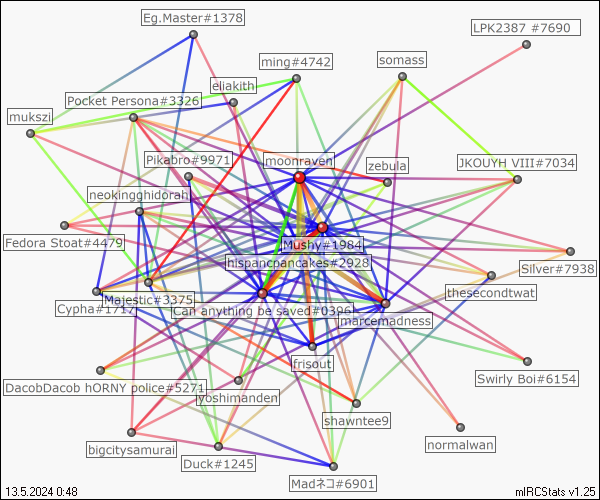 Eg.Master#1378
LPK2387 #7690
ming#4742
somass
eliakith
Pocket Persona#3326
mukszi
Pikabro#9971
moonraven
zebula
JKOUYH VIII#7034
neokingghidorah
Fedora Stoat#4479
Mushy#1984
hispancpancakes#2928
Silver#7938
thesecondtwat
Majestic#3375
Cypha#1717
Can anything be saved#0396
marcemadness
frisout
Swirly Boi#6154
DacobDacob hORNY police#5271
yoshimanden
shawntee9
normalwan
bigcitysamurai
Duck#1245
Madネコ#6901
13.5.2024 0:48
mIRCStats v1.25